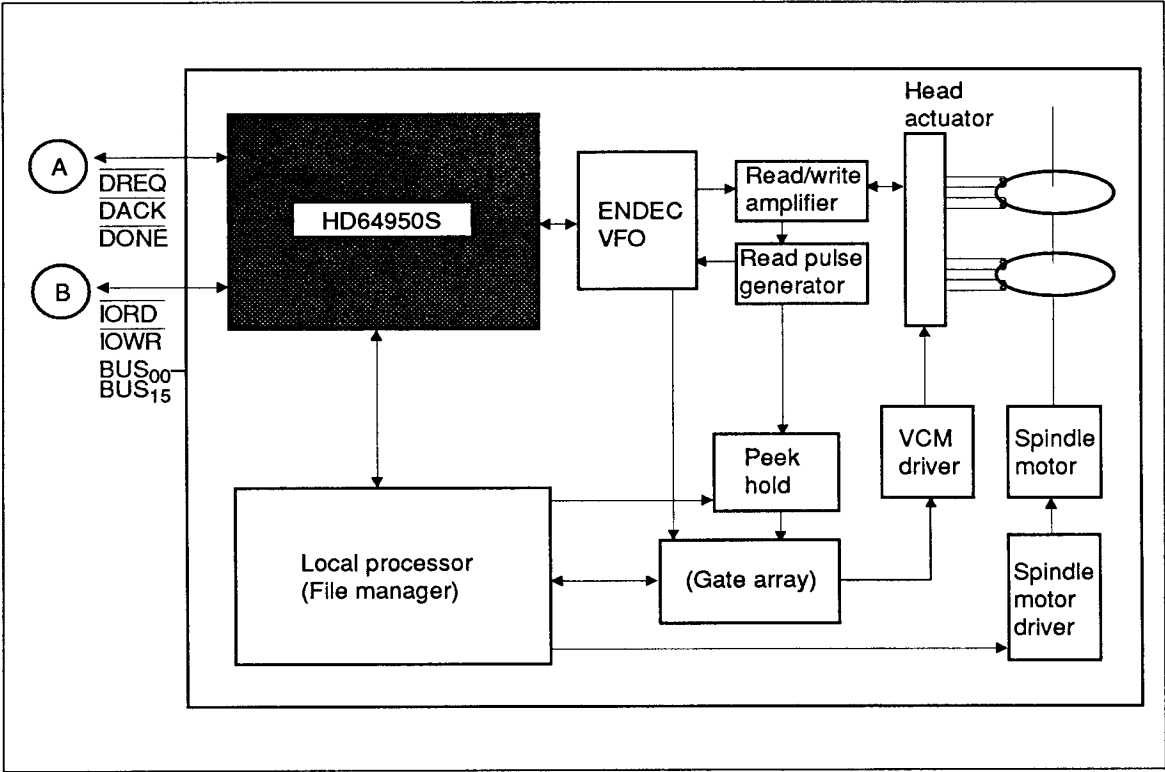 Head
actuator
A
DREQ
DACK
DONE
HD64950S
ENDEC
VFO
Read/write
amplifier
Read pulse
generator
B
IORD
IOWR
BUS00
BUS15
VCM
driver
Spindle
motor
Peek
hold
Local processor
(File manager)
(Gate array)
Spindle
motor
driver